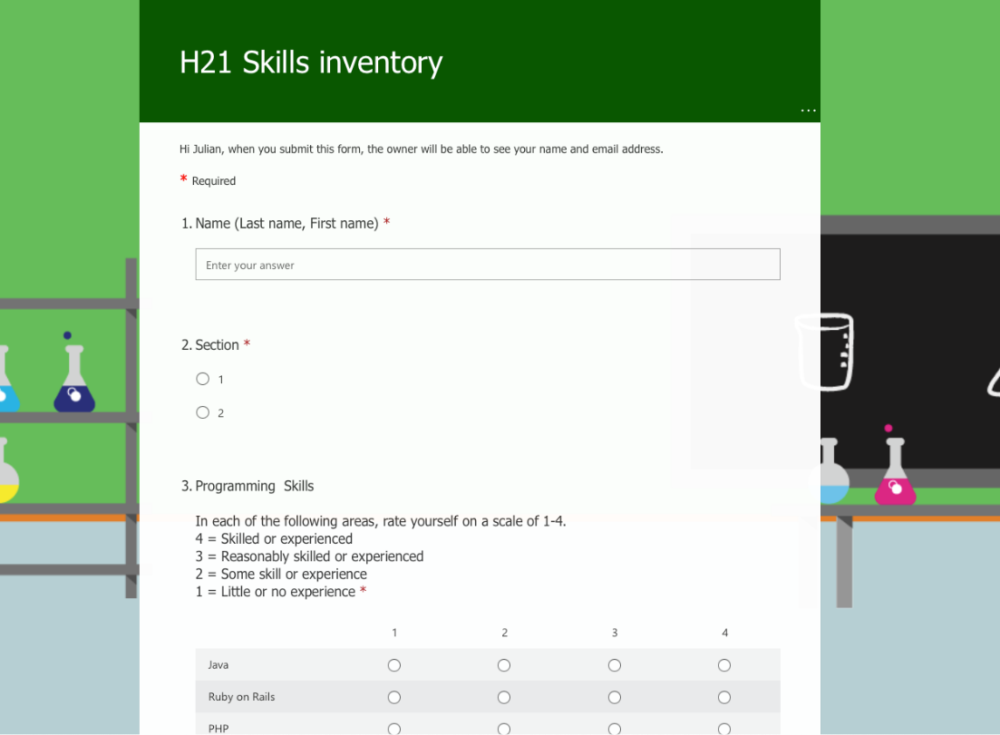 H21 Skills inventory
...
Hi Julian, when you submit this form, the owner will be able to see your name and email address.
* Required
1. Name (Last name, First name) *
Enter your answer
2. Section *
1
2
3. Programming Skills
In each of the following areas, rate yourself on a scale of 1-4.
4 = Skilled or experienced
3 = Reasonably skilled or experienced
2 = Some skill or experience
1 = Little or no experience *
1 2 3 4
Java
Ruby on Rails
PHP